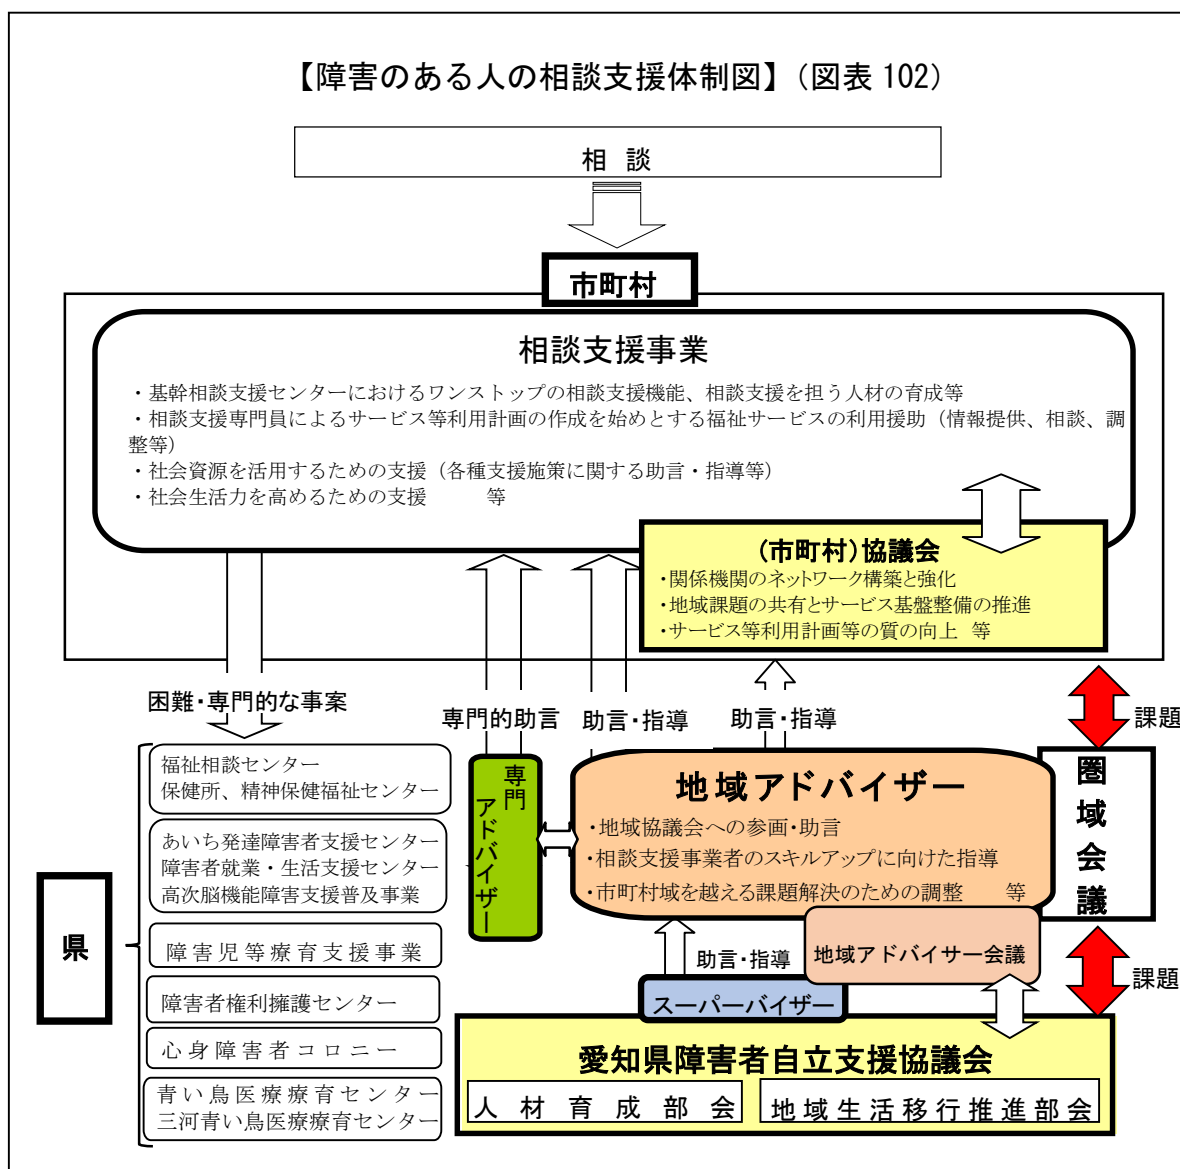 【障害のある人の相談支援体制図】（図表 102）
相 談
市町村
相談支援事業
・基幹相談支援センターにおけるワンストップの相談支援機能、相談支援を担う人材の育成等
・相談支援専門員によるサービス等利用計画の作成を始めとする福祉サービスの利用援助（情報提供、相談、調
整等）
・社会資源を活用するための支援（各種支援施策に関する助言・指導等）
・社会生活力を高めるための支援　　　等
（市町村）協議会
・関係機関のネットワーク構築と強化
・地域課題の共有とサービス基盤整備の推進
・サービス等利用計画等の質の向上 等
困難・専門的な事案
専門的助言
助言・指導
助言・指導
課題
福祉相談センター
保健所、精神保健福祉センター
あいち発達障害者支援センター
障害者就業・生活支援センター
高次脳機能障害支援普及事業
障害児等療育支援事業
障害者権利擁護センター
心身障害者コロニー
青い鳥医療療育センター
三河青い鳥医療療育センター
県
専門
アドバイザー
地域アドバイザー
・地域協議会への参画・助言
・相談支援事業者のスキルアップに向けた指導
・市町村域を越える課題解決のための調整　　等
圏域会議
地域アドバイサー会議
助言・指導
課題
スーパーバイザー
愛知県障害者自立支援協議会
人材育成部会
地域生活移行推進部会